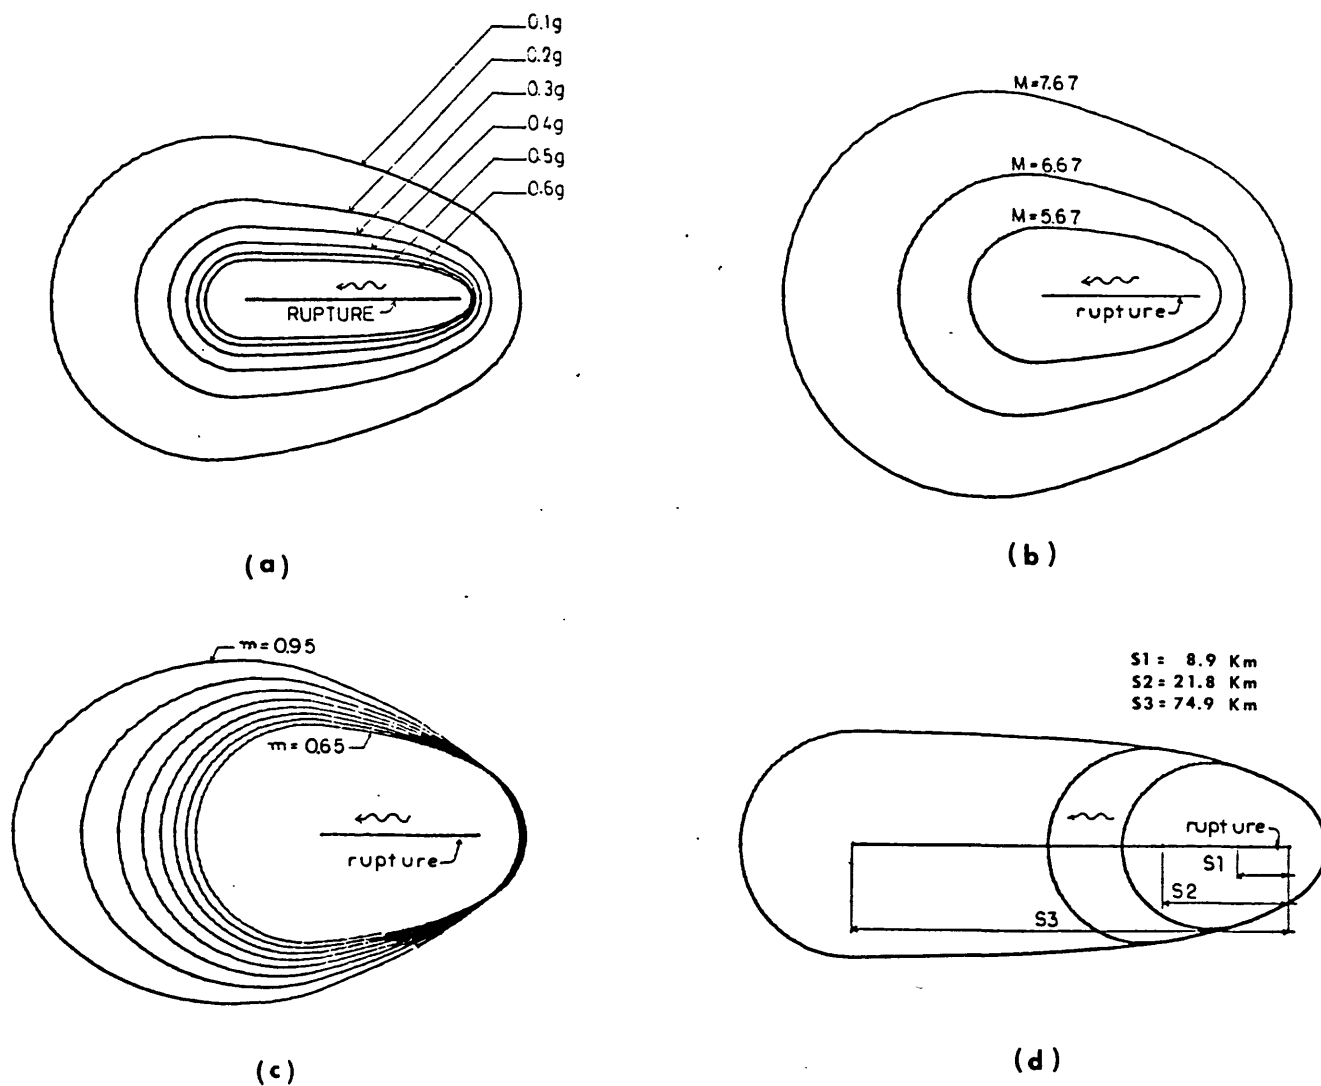 0.1g
0.2g
0.3g
0.4g
0.5g
0.6g
RUPTURE
(a)
M=7.67
M=6.67
M=5.67
rupture
(b)
m=0.95
m=0.65
rupture
(c)
S1= 8.9 Km
S2=21.8 Km
S3=74.9 Km
rupture
S1
S2
S3
(d)